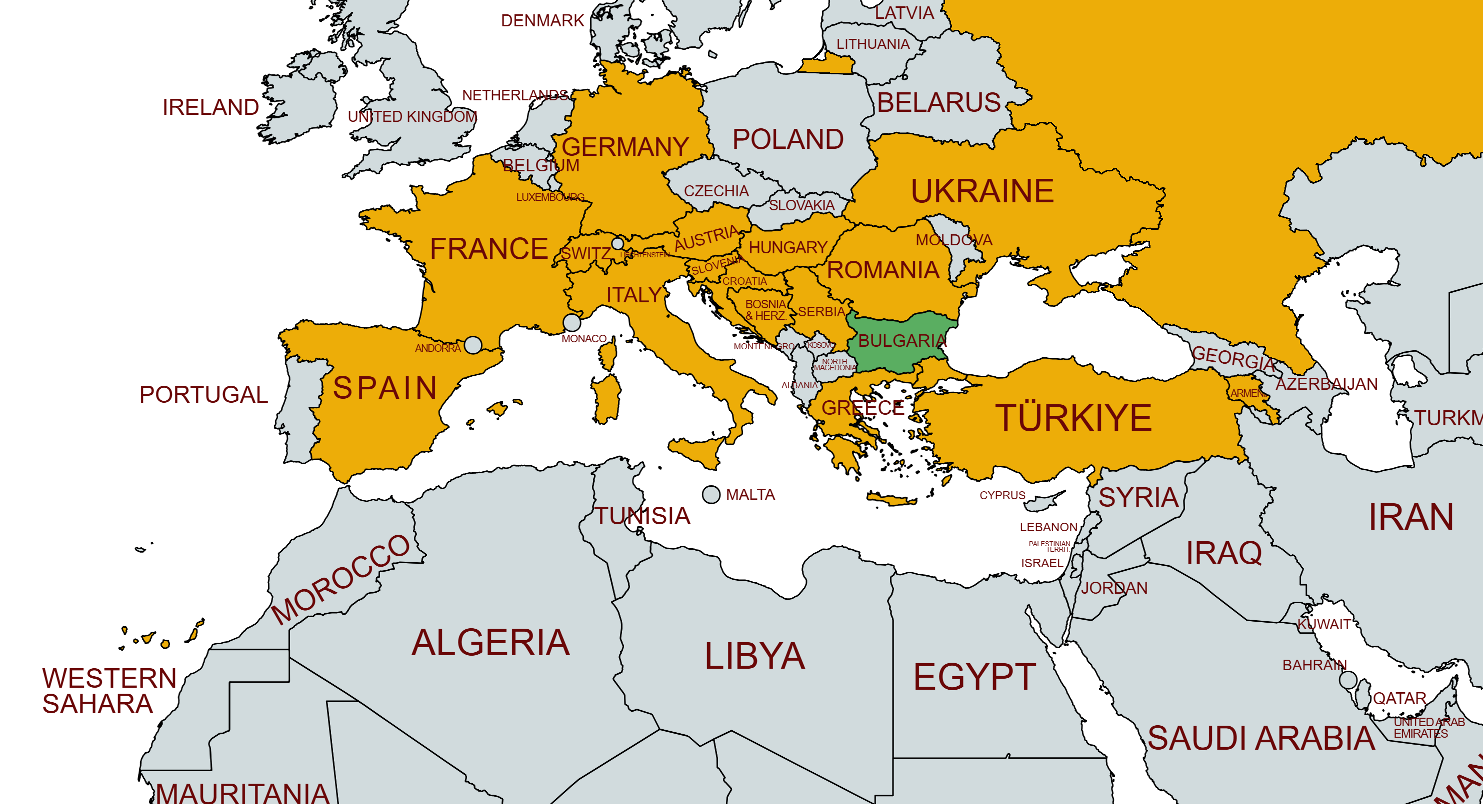 LATVIA
DENMARK
LITHUANIA
NETHERLANDS
IRELAND
BELARUS
UNITED KINGDOM
POLAND
GERMANY
BELGIUM
CZECHIA
UKRAINE
LUXEMBOURG
SLOVAKIA
AUSTRIA
MOLDOVA
FRANCE
HUNGARY
SWITZ
LIECHTENSTEIN
SLOVENIA
ROMANIA
CROATIA
ITALY
BOSNIA
& HERZ
SERBIA
MONACO
BULGARIA
ANDORRA
MONTENEGRO
KOSOVO
NORTH
MACEDONIA
GEORGIA
ALBANIA
AZERBAIJAN
SPAIN
PORTUGAL
ARMEN
GREECE
TÜRKIYE
TURKM
MALTA
CYPRUS
SYRIA
TUNISIA
IRAN
LEBANON
PALESTINIAN
TERRIT.
IRAQ
ISRAEL
MOROCCO
JORDAN
KUWAIT
ALGERIA
LIBYA
BAHRAIN
EGYPT
WESTERN
SAHARA
QATAR
UNITED ARAB
EMIRATES
SAUDI ARABIA
MAURITANIA
MAN